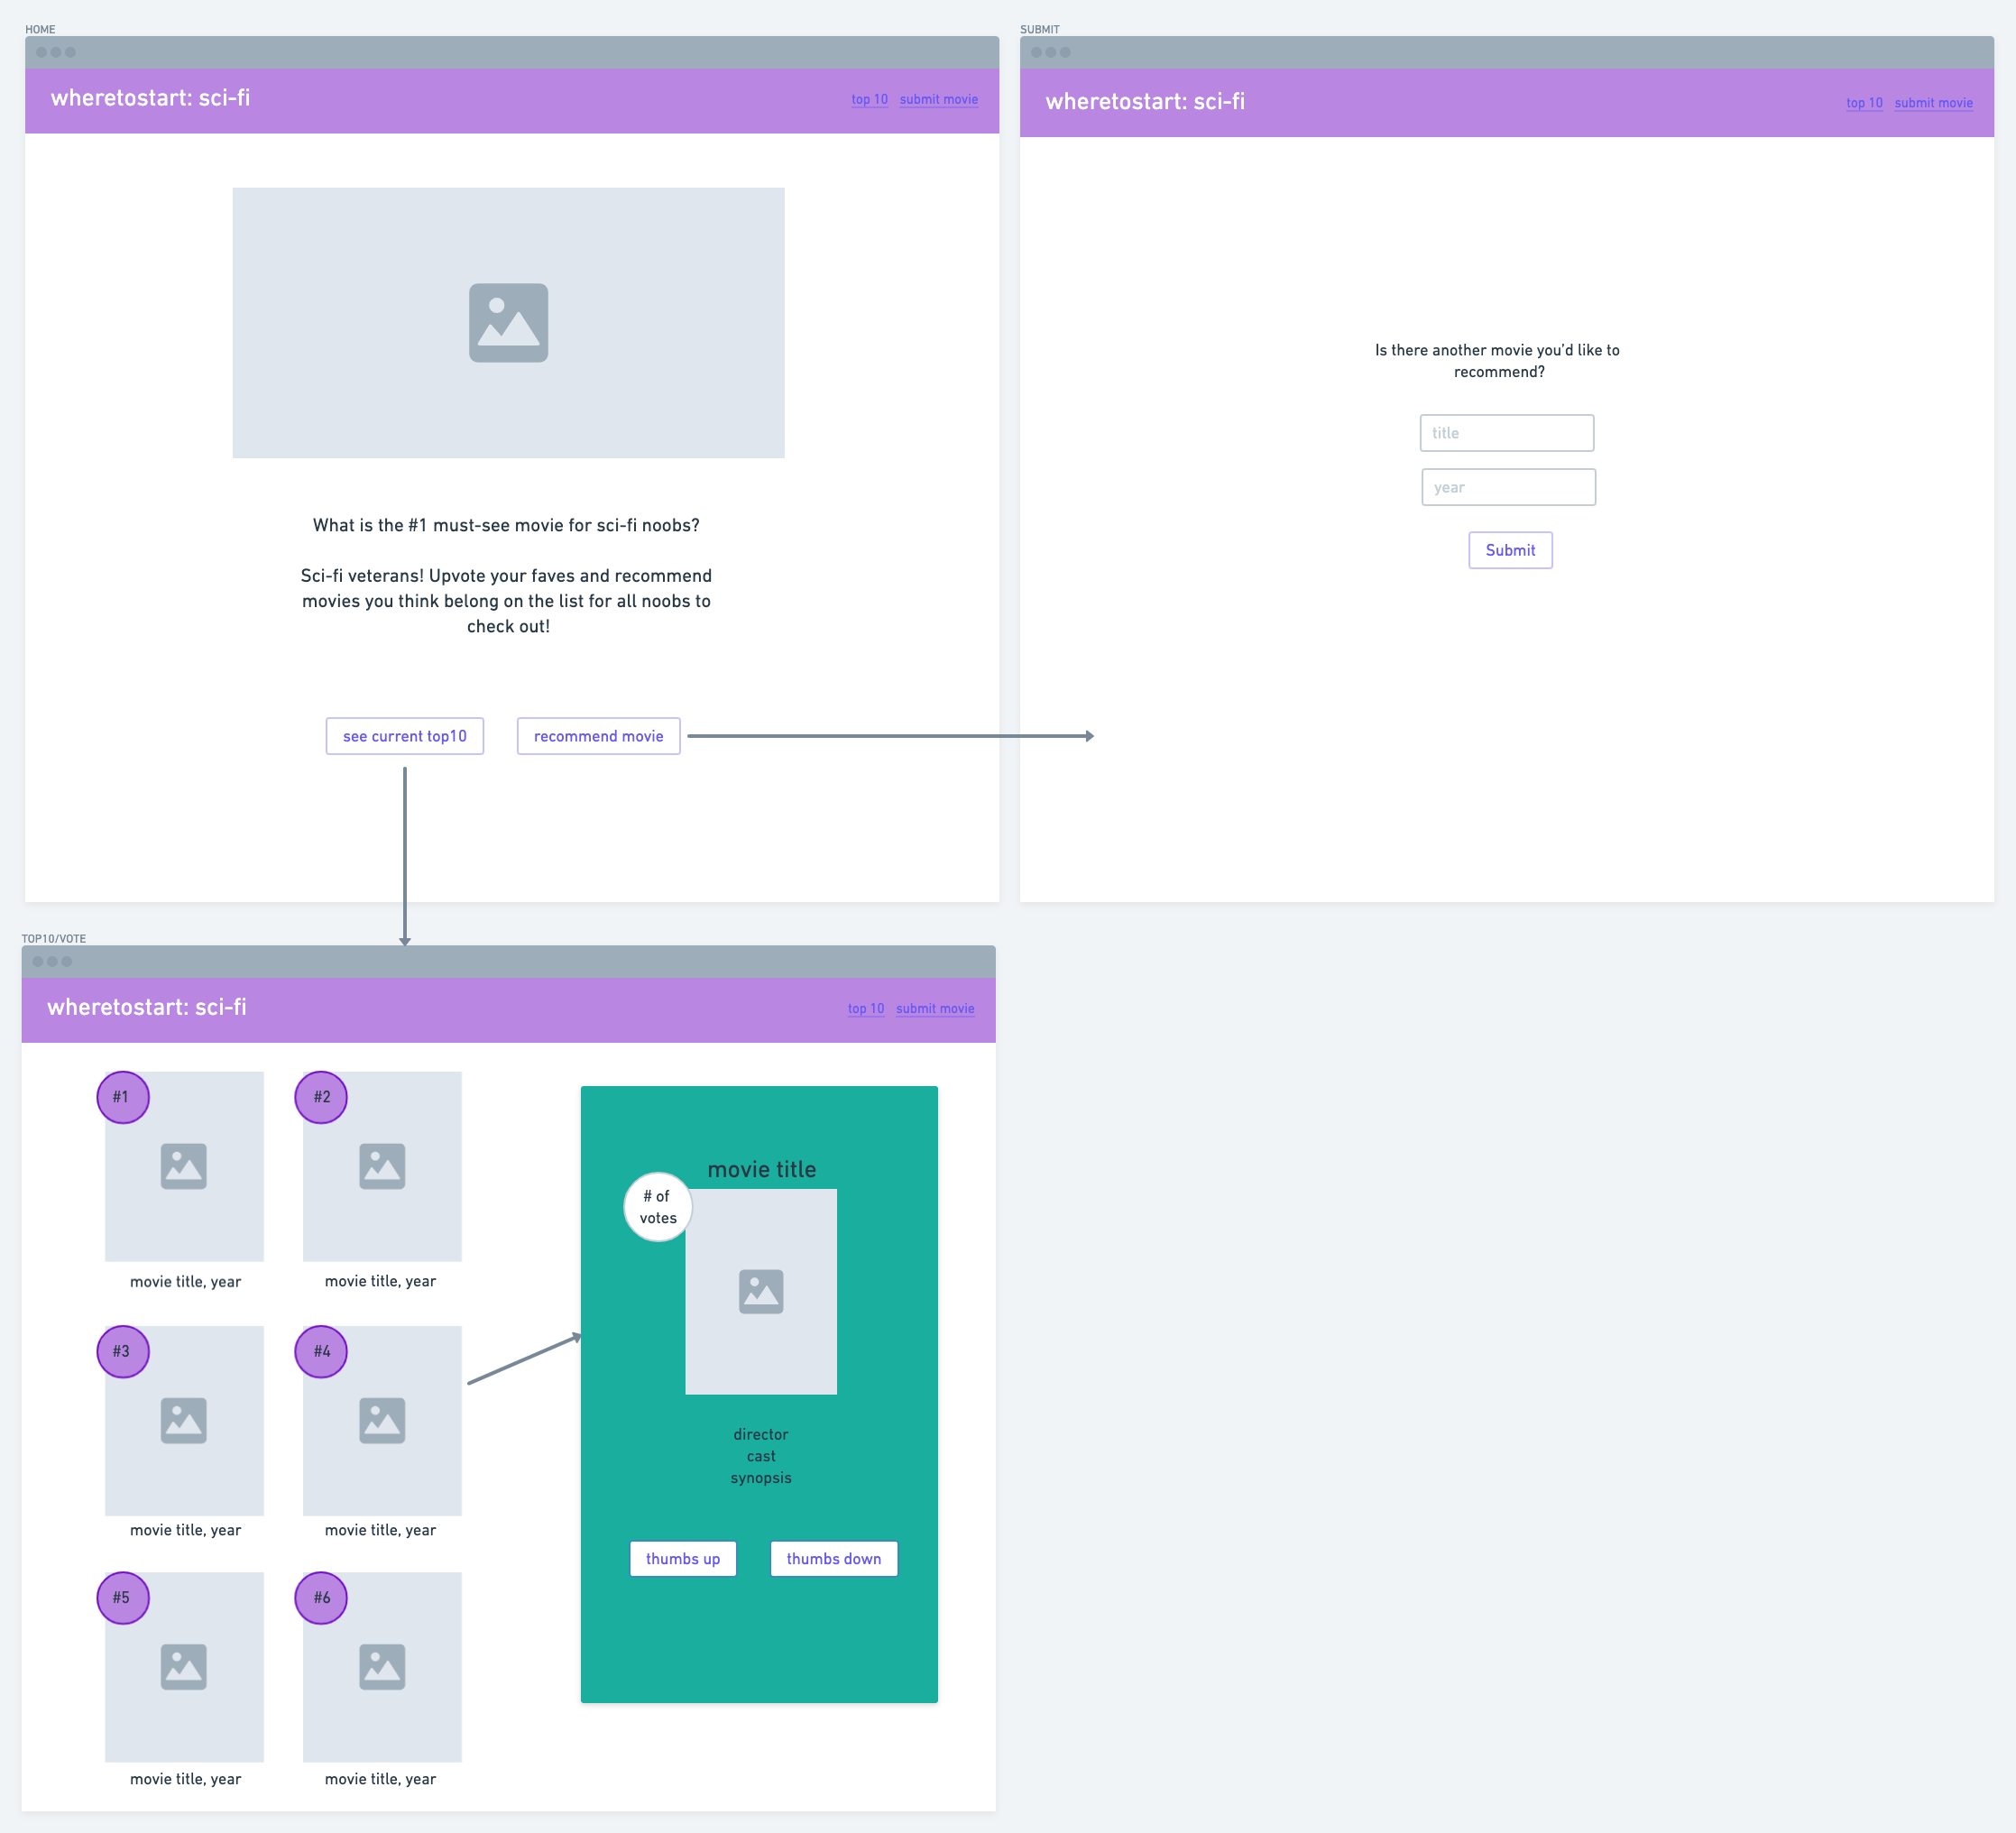 HOME
wheretostart: sci-fi
top 10 submit movie
What is the #1 must-see movie for sci-fi noobs?
Sci-fi veterans! Upvote your faves and recommend
movies you think belong on the list for all noobs to
check out!
see current top10
recommend movie
SUBMIT
wheretostart: sci-fi
top 10 submit movie
Is there another movie you'd like to
recommend?
title
year
Submit
TOP10/VOTE
wheretostart: sci-fi
top 10 submit movie
#1
movie title, year
#2
movie title, year
#3
movie title, year
#4
movie title, year
#5
movie title, year
#6
movie title, year
movie title
# of
votes
director
cast
synopsis
thumbs up
thumbs down